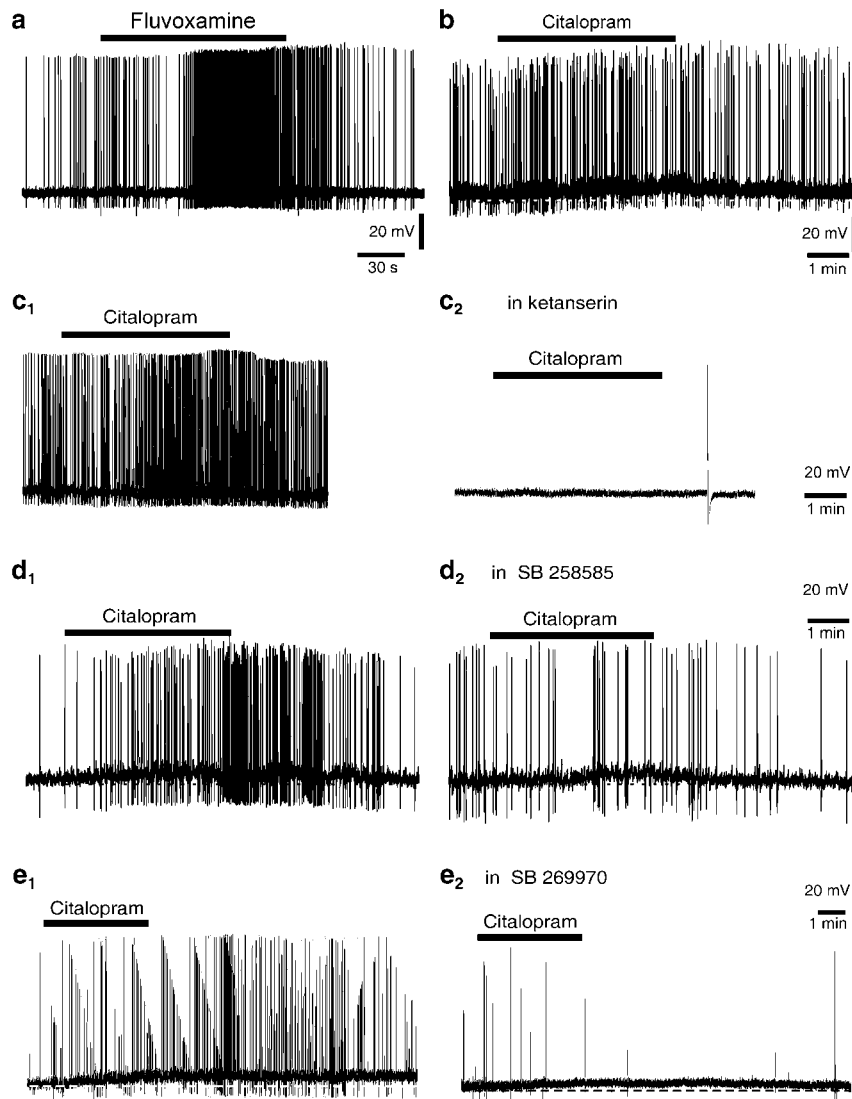 a
Fluvoxamine
20 mV
30 s
b
Citalopram
20 mV
1 min
c1
Citalopram
c2 in ketanserin
Citalopram
20 mV
1 min
d1
Citalopram
d2 in SB 258585
Citalopram
20 mV
1 min
e1
Citalopram
e2 in SB 269970
Citalopram
20 mV
1 min